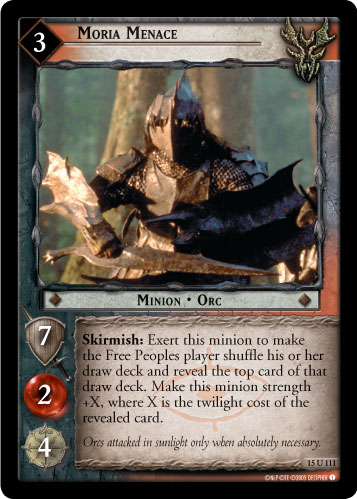 3
Moria Menace
Minion • Orc
7
2
4
Skirmish: Exert this minion to make
the Free Peoples player shuffle his or her
draw deck and reveal the top card of that
draw deck. Make this minion strength
+X, where X is the twilight cost of the
revealed card.
Orcs attacked in sunlight only when absolutely necessary.
15 U 111